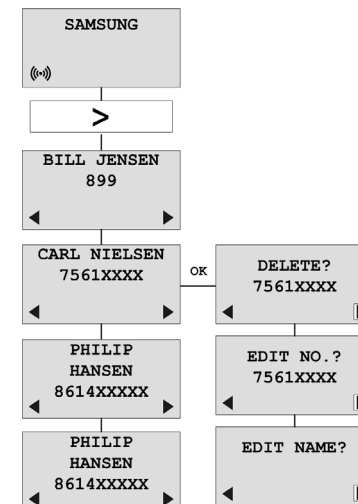 SAMSUNG
>
BILL JENSEN
899
CARL NIELSEN
7561XXXX
OK
DELETE?
7561XXXX
PHILIP
HANSEN
8614XXXXX
EDIT NO.?
7561XXXX
PHILIP
HANSEN
8614XXXXX
EDIT NAME?